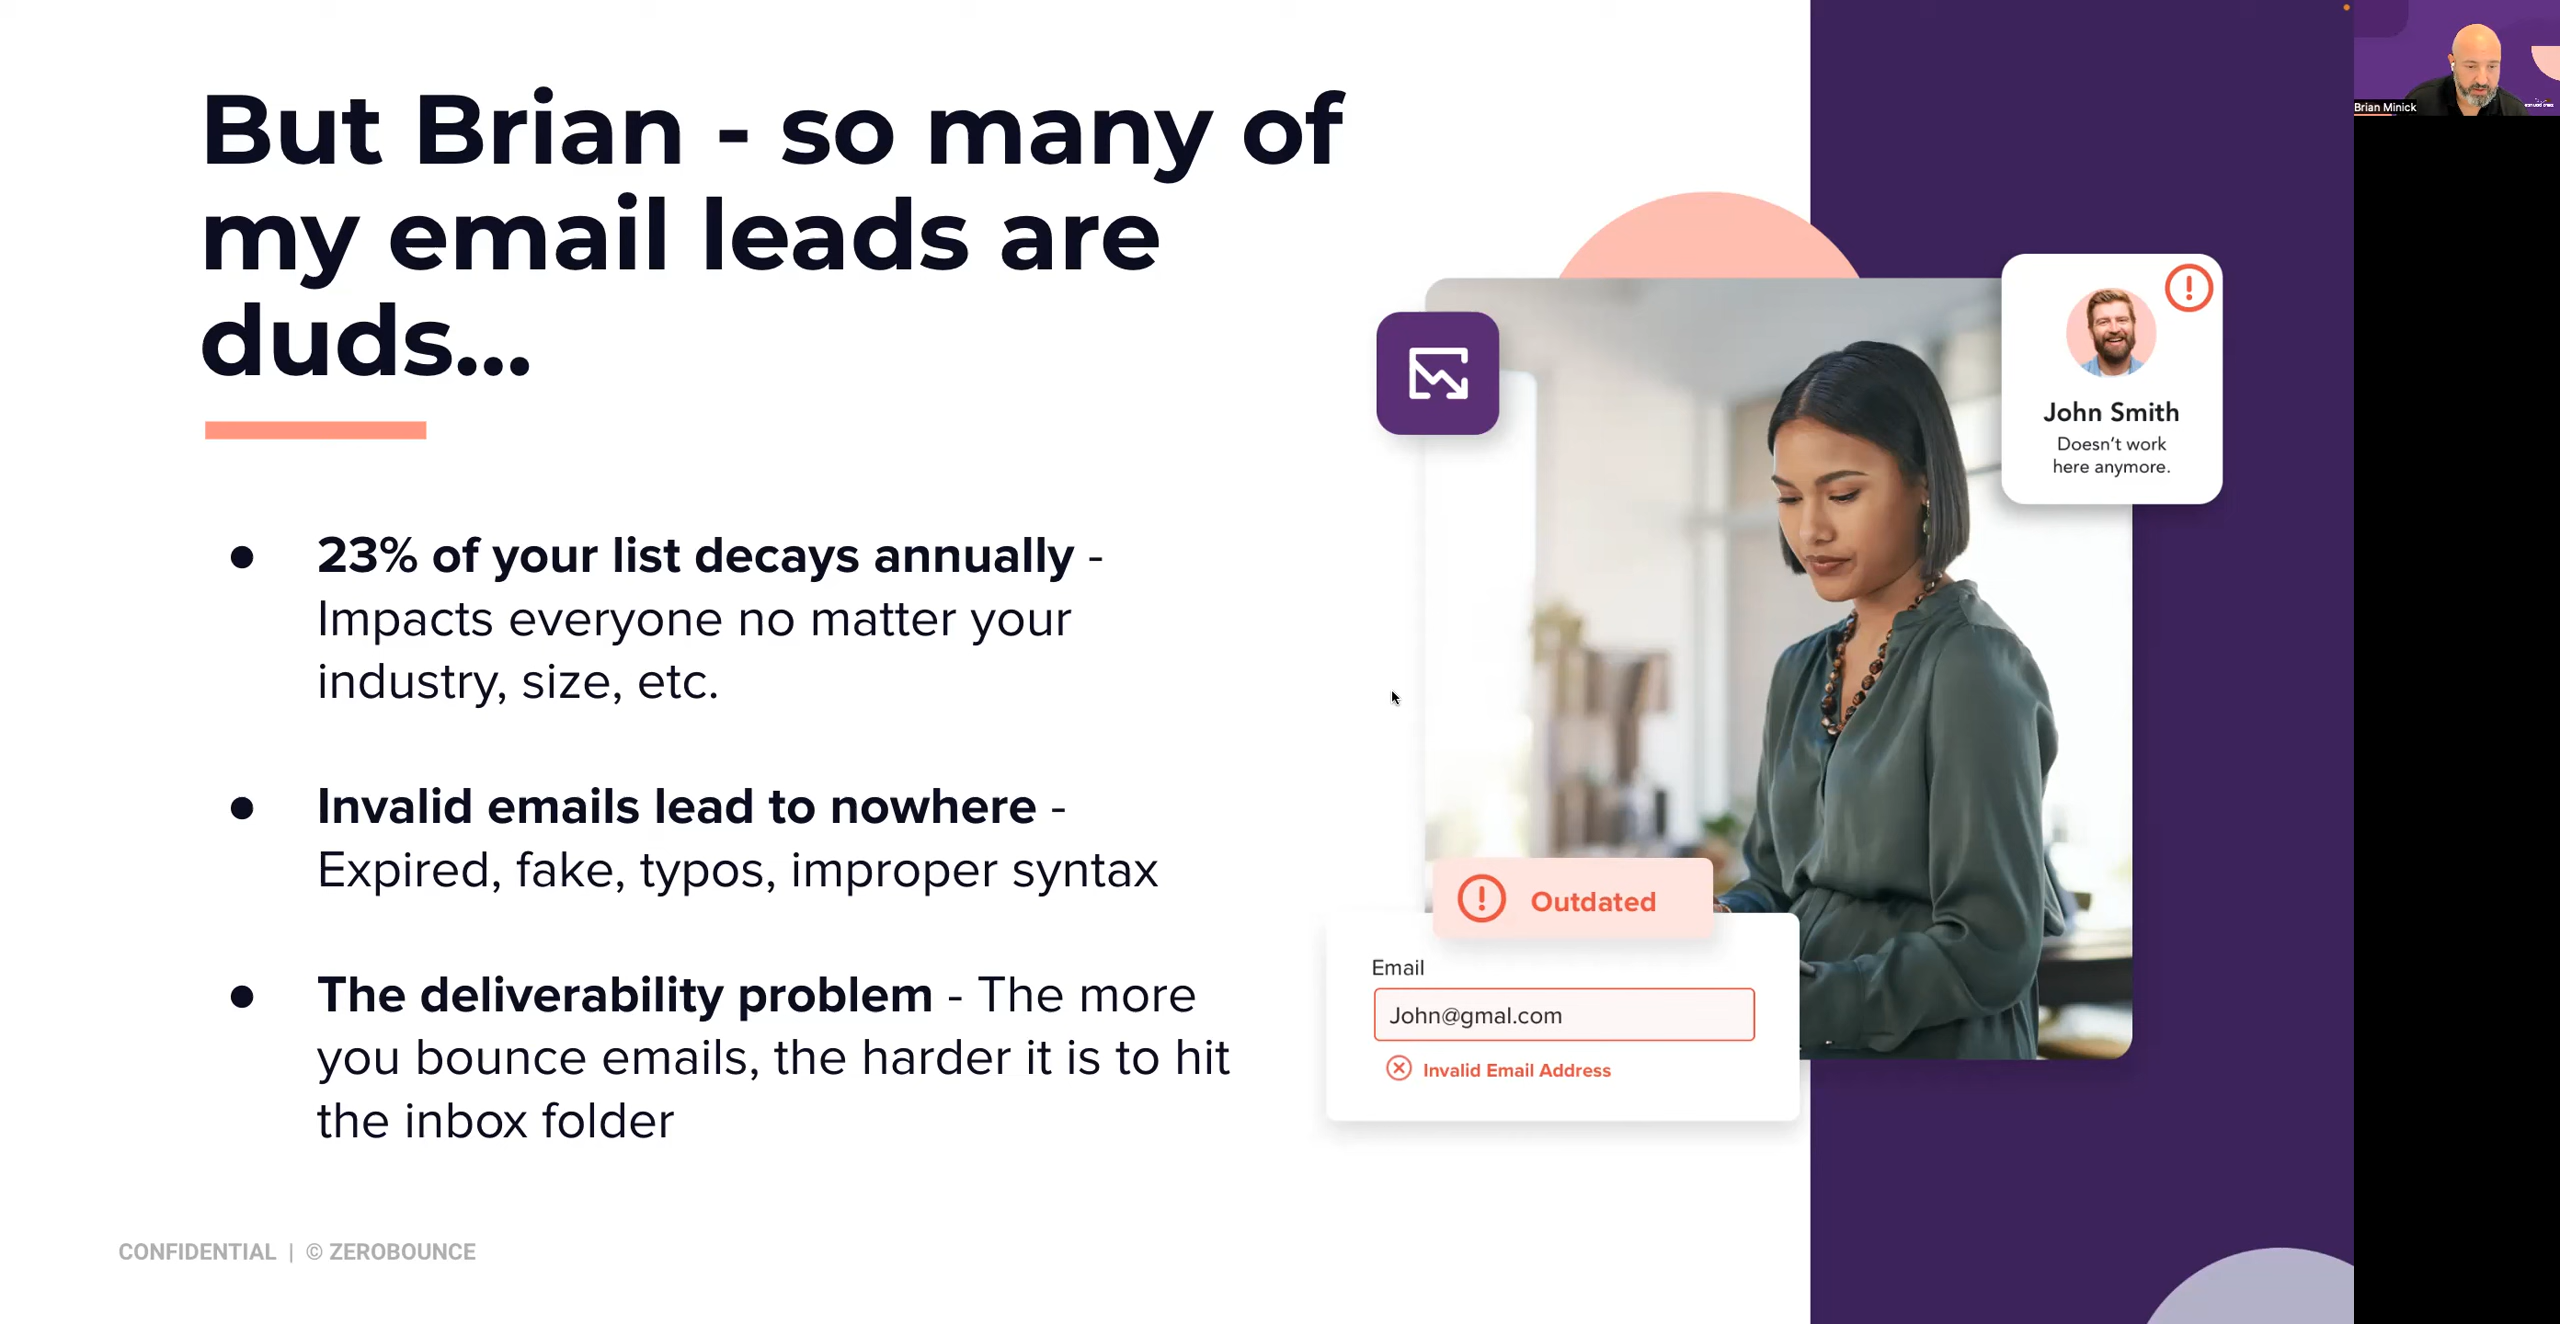 But Brian - so many of
my email leads are
duds...
● 23% of your list decays annually -
Impacts everyone no matter your
industry, size, etc.
● Invalid emails lead to nowhere -
Expired, fake, typos, improper syntax
● The deliverability problem - The more
you bounce emails, the harder it is to hit
the inbox folder
CONFIDENTIAL | © ZEROBOUNCE
John Smith
Doesn't work
here anymore.
Outdated
Email
John@gmal.com
Invalid Email Address
Brian Minick